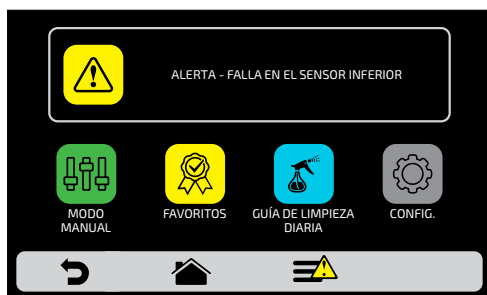 ALERTA - FALLA EN EL SENSOR INFERIOR
MODO
MANUAL
FAVORITOS
GUÍA DE LIMPIEZA
DIARIA
CONFIG.